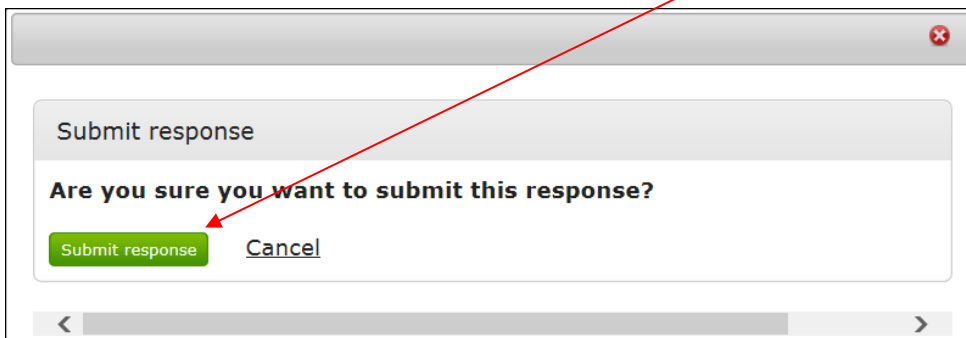 Submit response
Are you sure you want to submit this response?
Submit response Cancel